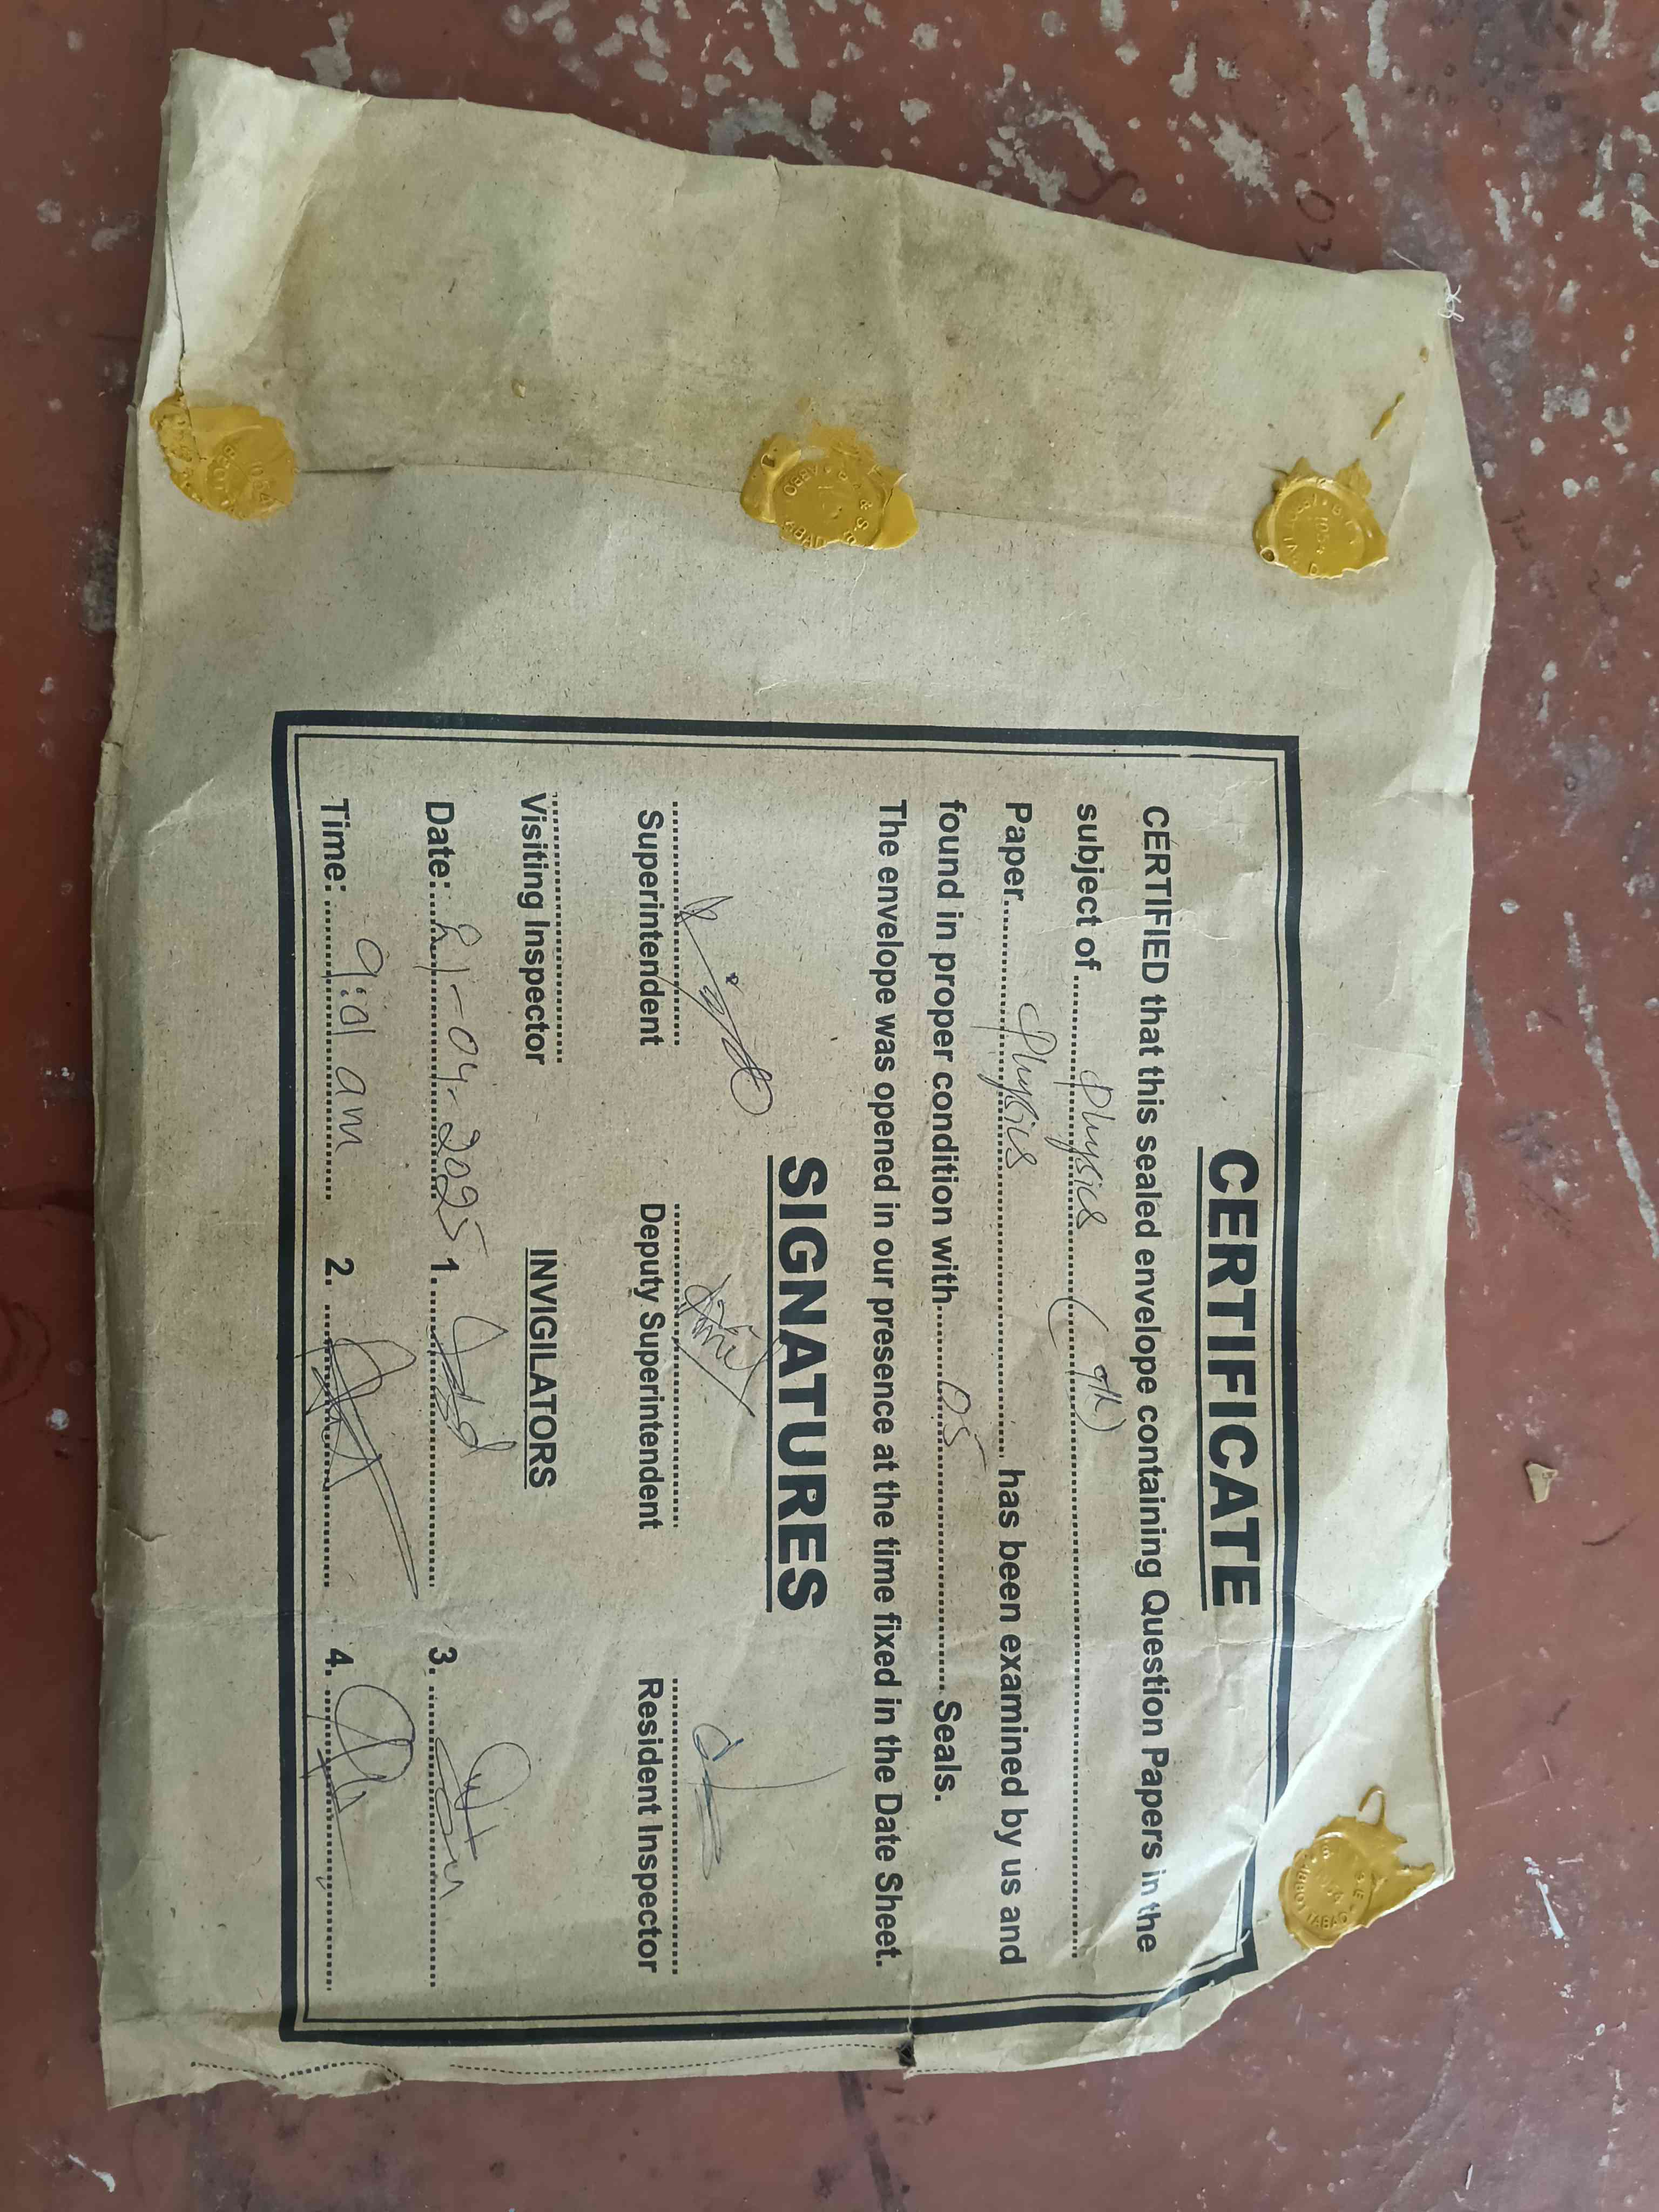 CERTIFICATE
CERTIFIED that this sealed envelope containing Question Papers in the
subject of Physics (9th)
Paper Physics has been examined by us and
found in proper condition with 05 Seals.
The envelope was opened in our presence at the time fixed in the Date Sheet.
SIGNATURES
Superintendent Deputy Superintendent Resident Inspector
Visiting Inspector INVIGILATORS
Date: 21-04-2025 1. 3.
Time: 9:01 am 2. 4.